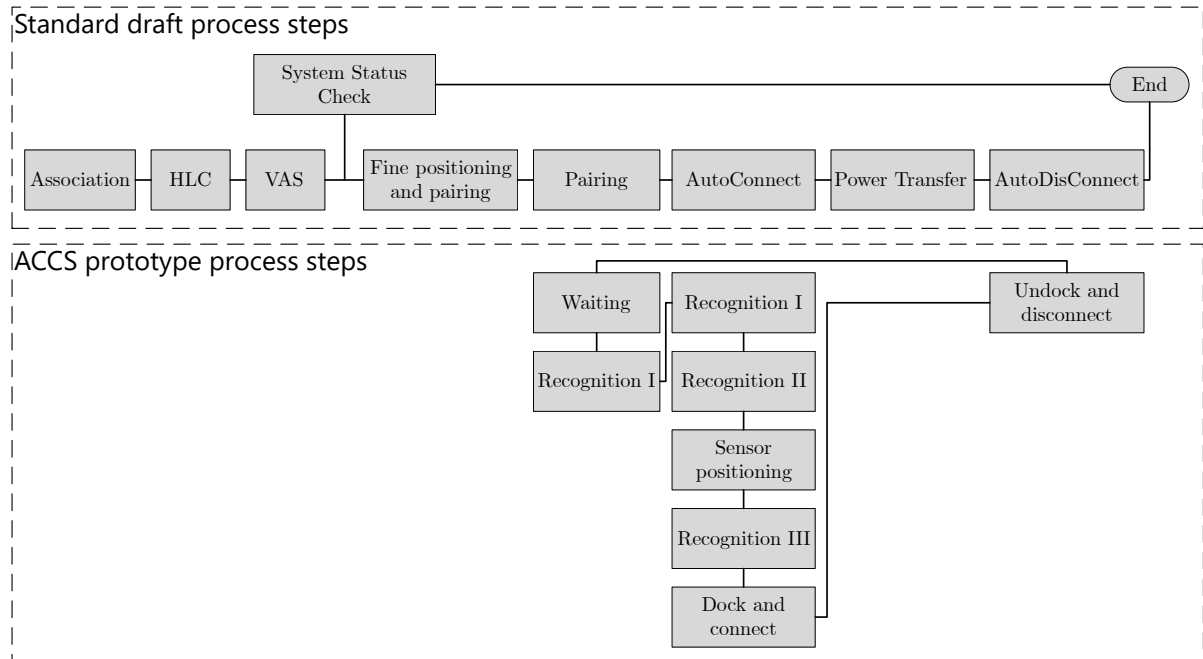 Standard draft process steps
System Status
Check
End
Association
HLC
VAS
Fine positioning
and pairing
Pairing
AutoConnect
Power Transfer
AutoDisConnect
ACCS prototype process steps
Waiting
Recognition I
Undock and
disconnect
Recognition I
Recognition II
Sensor
positioning
Recognition III
Dock and
connect